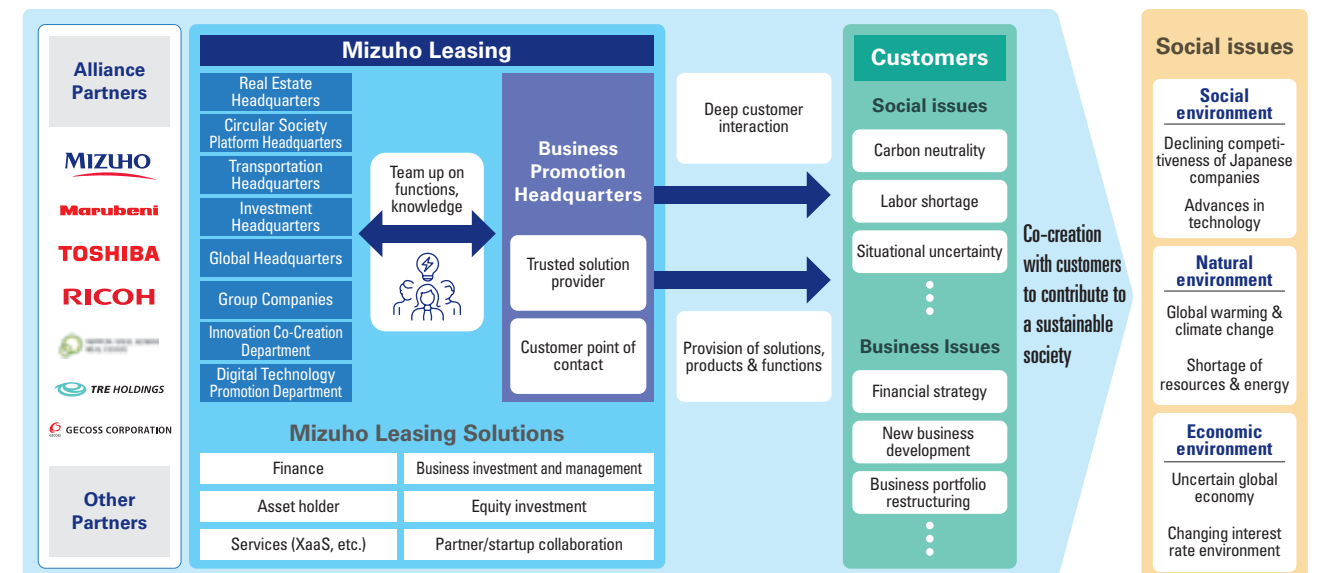 Alliance
Partners
MIZUHO
Marubeni
TOSHIBA
RICOH
TRE HOLDINGS
GECOSS CORPORATION
Other
Partners
Mizuho Leasing
Real Estate
Headquarters
Circular Society
Platform Headquarters
Transportation
Headquarters
Investment
Headquarters
Global Headquarters
Group Companies
Innovation Co-Creation
Department
Digital Technology
Promotion Department
Team up on
functions,
knowledge
Business
Promotion
Headquarters
Trusted solution
provider
Customer point of
contact
Mizuho Leasing Solutions
Finance
Business investment and management
Asset holder
Equity investment
Services (XaaS, etc.)
Partner/startup collaboration
Deep customer
interaction
Provision of solutions,
products & functions
Customers
Social issues
Carbon neutrality
Labor shortage
Situational uncertainty
Business Issues
Financial strategy
New business
development
Business portfolio
restructuring
Co-creation
with customers
to contribute to
a sustainable
society
Social issues
Social
environment
Declining competi-
tiveness of Japanese
companies
Advances in
technology
Natural
environment
Global warming &
climate change
Shortage of
resources & energy
Economic
environment
Uncertain global
economy
Changing interest
rate environment